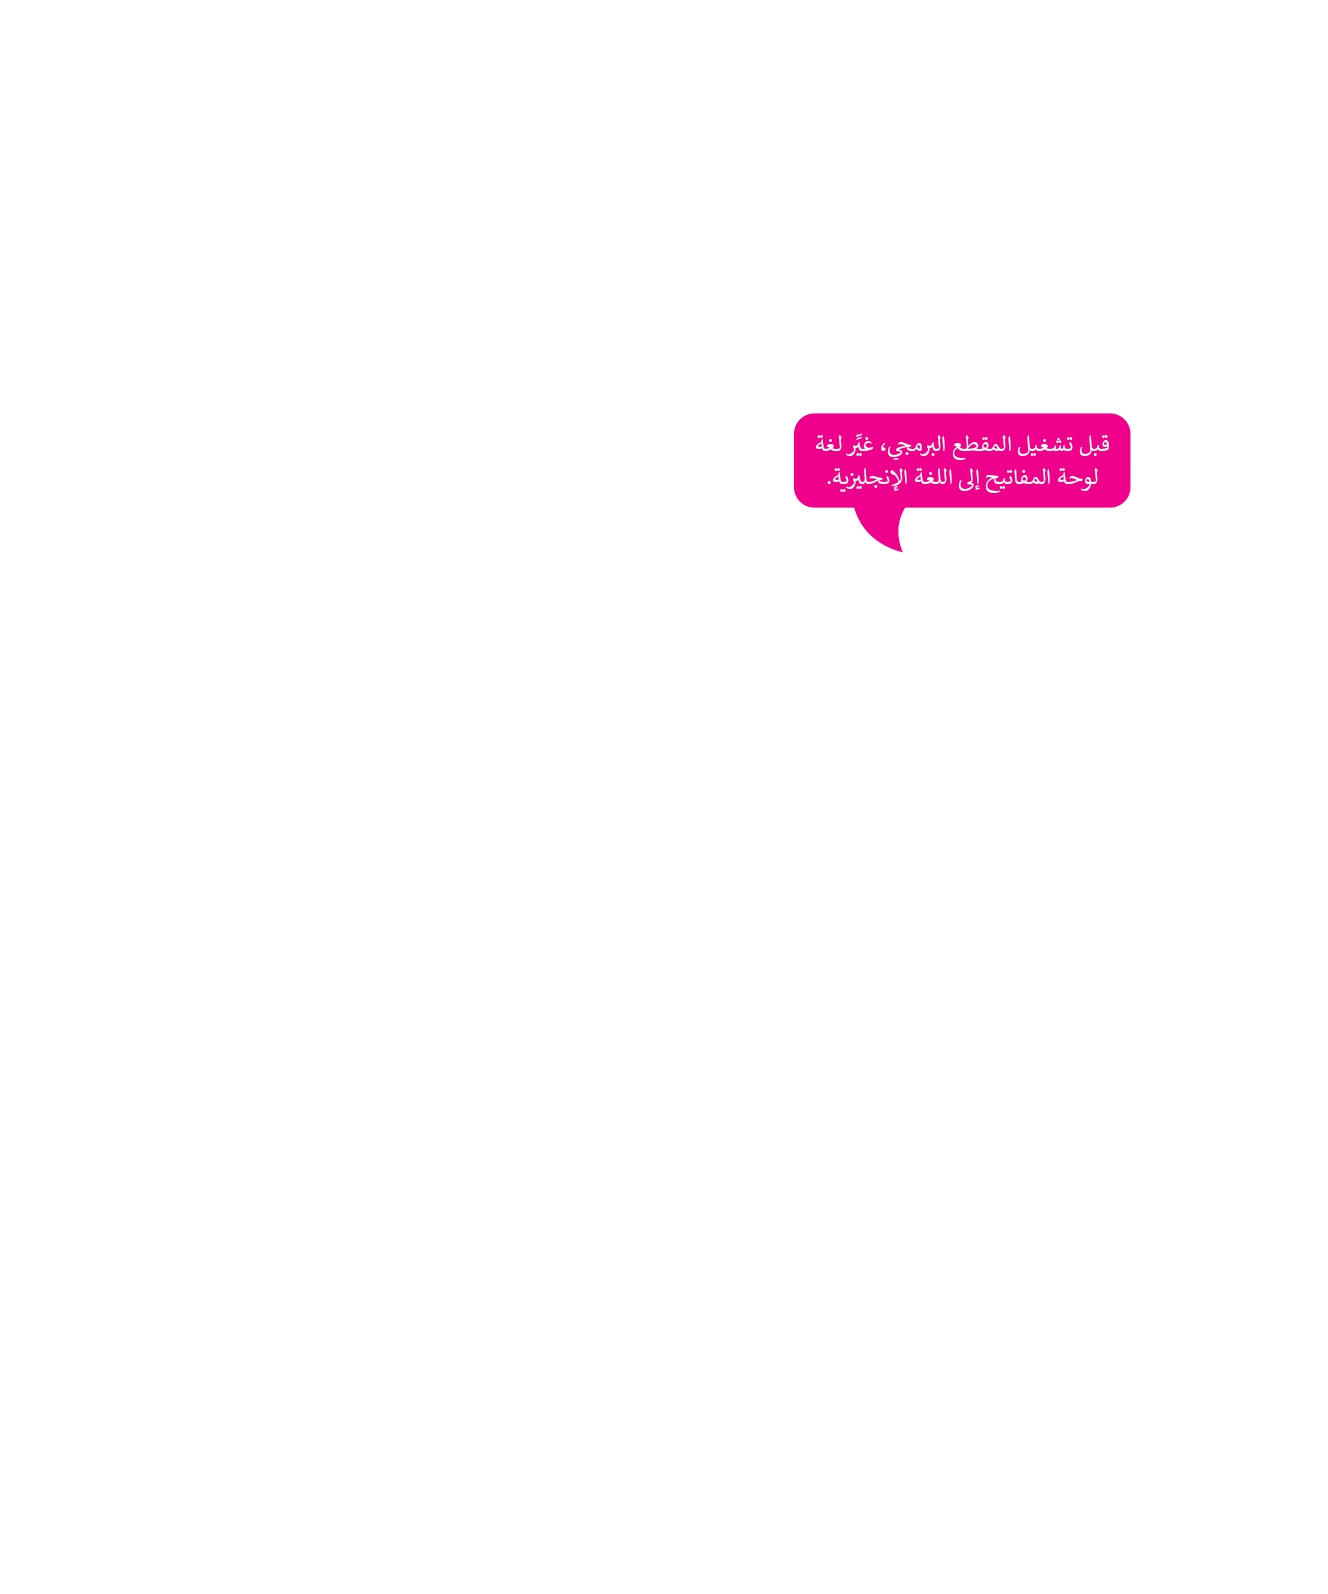 قبل تشغيل المقطع البرمجي، غيِّر لغة
لوحة المفاتيح إلى اللغة الإنجليزية.